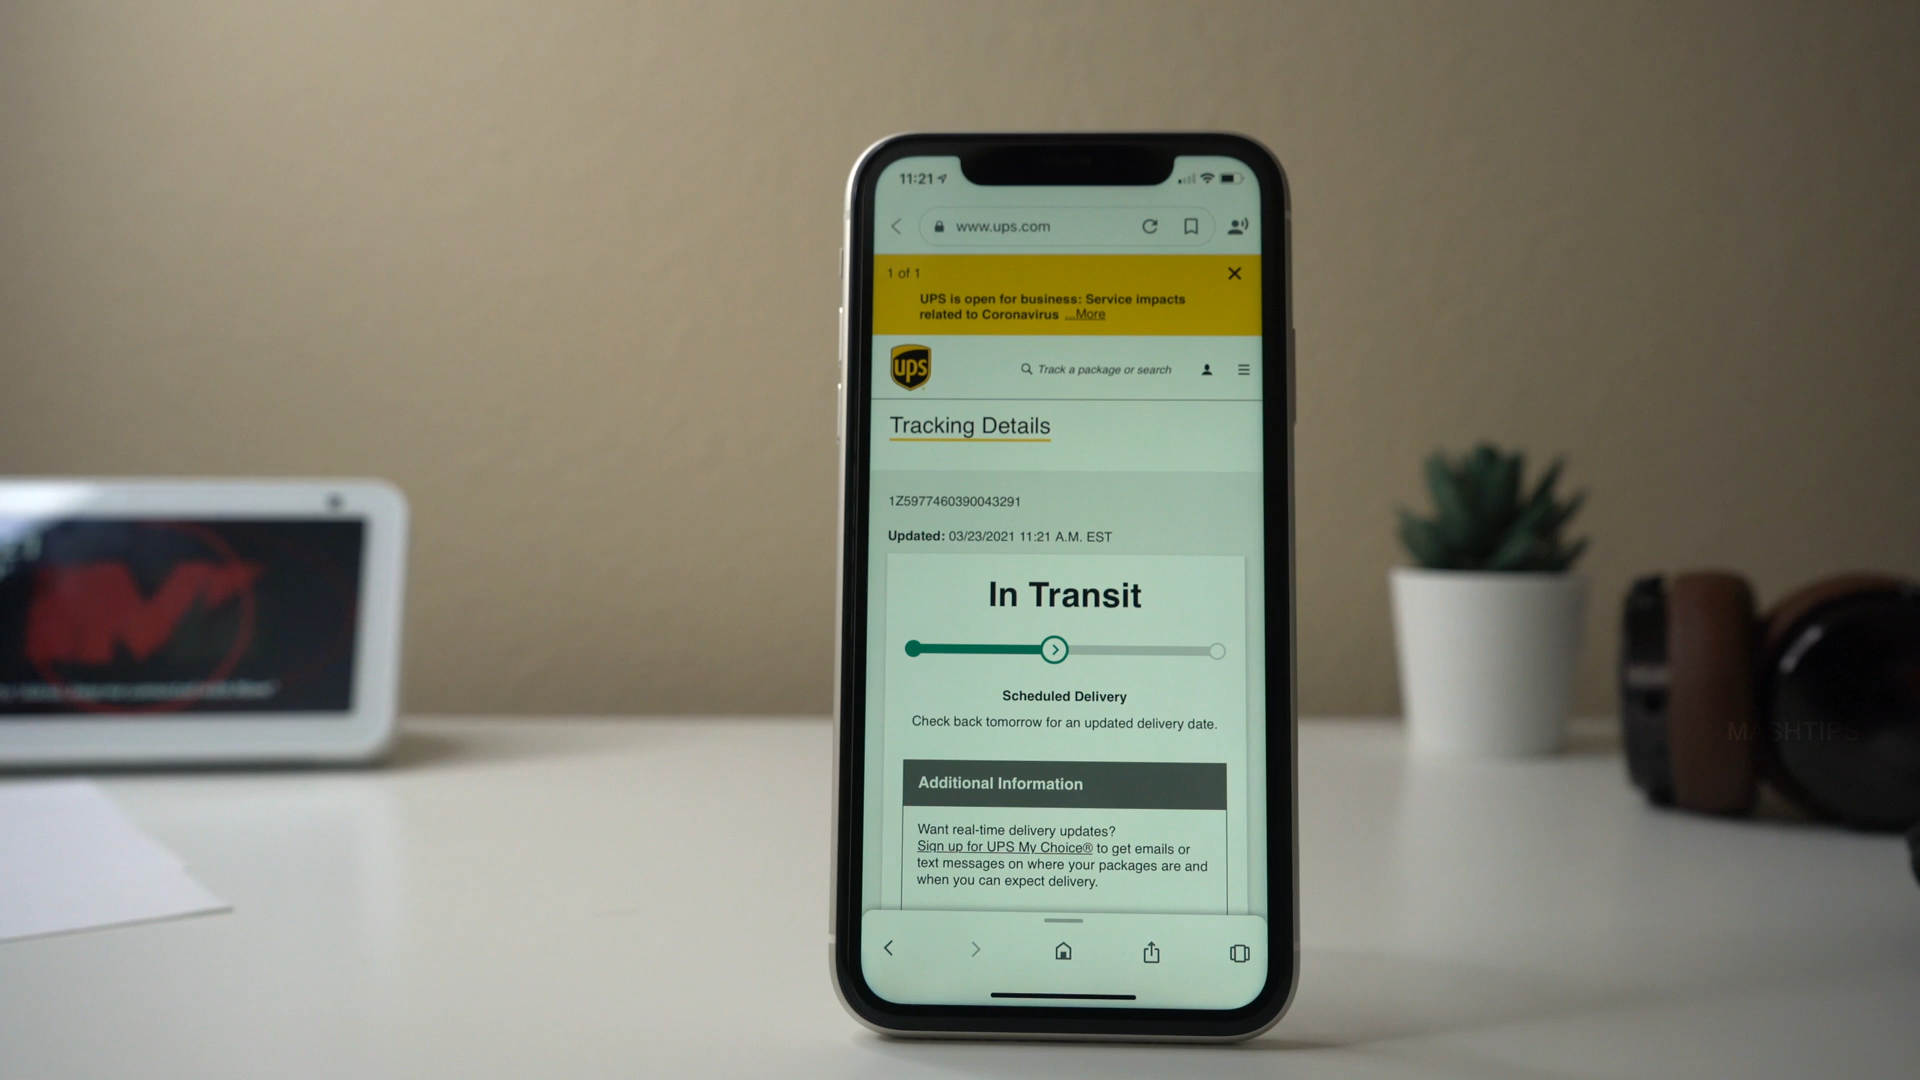 11:21
www.ups.com
1 of 1
UPS is open for business: Service impacts
related to Coronavirus ...More
ups
Track a package or search
Tracking Details
1Z5977460390043291
Updated: 03/23/2021 11:21 A.M. EST
In Transit
Scheduled Delivery
Check back tomorrow for an updated delivery date.
Additional Information
Want real-time delivery updates?
Sign up for UPS My Choice® to get emails or
text messages on where your packages are and
when you can expect delivery.
MASHTIPS